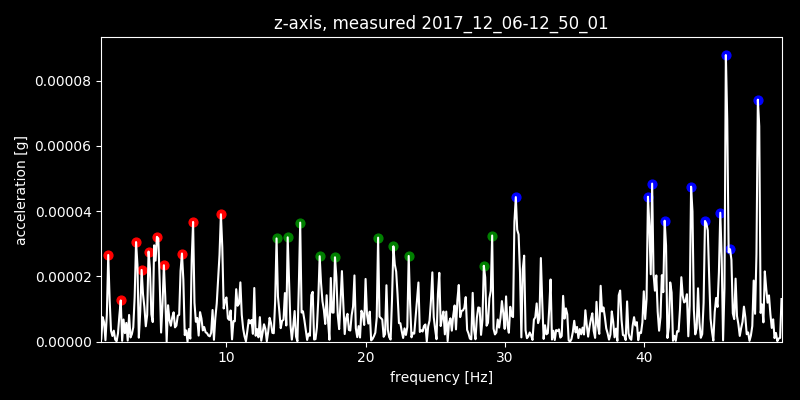 z-axis, measured 2017_12_06-12_50_01
acceleration [g]
0.00008
0.00006
0.00004
0.00002
0.00000
10 20 30 40
frequency [Hz]